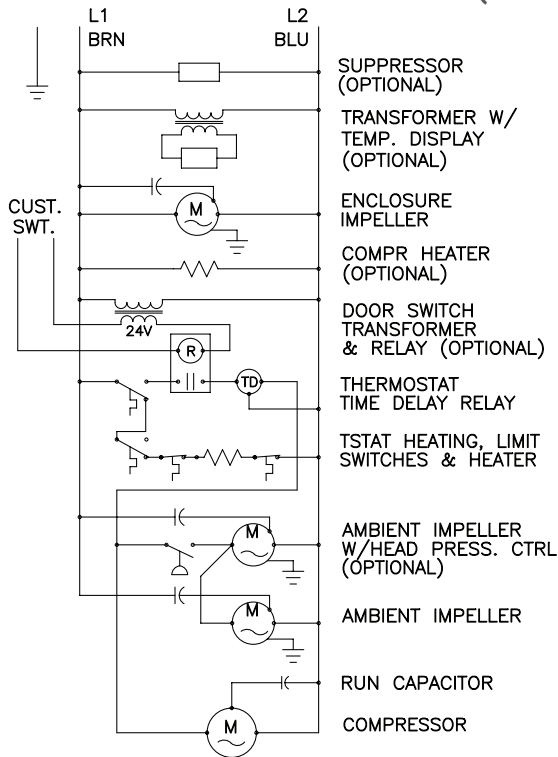 L1
L2
BRN
BLU
SUPPRESSOR
(OPTIONAL)
TRANSFORMER W/
TEMP. DISPLAY
(OPTIONAL)
CUST.
SWT.
M
ENCLOSURE
IMPELLER
COMPR HEATER
(OPTIONAL)
24V
DOOR SWITCH
TRANSFORMER
& RELAY (OPTIONAL)
R
TD
THERMOSTAT
TIME DELAY RELAY
TSTAT HEATING, LIMIT
SWITCHES & HEATER
M
AMBIENT IMPELLER
W/HEAD PRESS. CTRL
(OPTIONAL)
M
AMBIENT IMPELLER
RUN CAPACITOR
M
COMPRESSOR